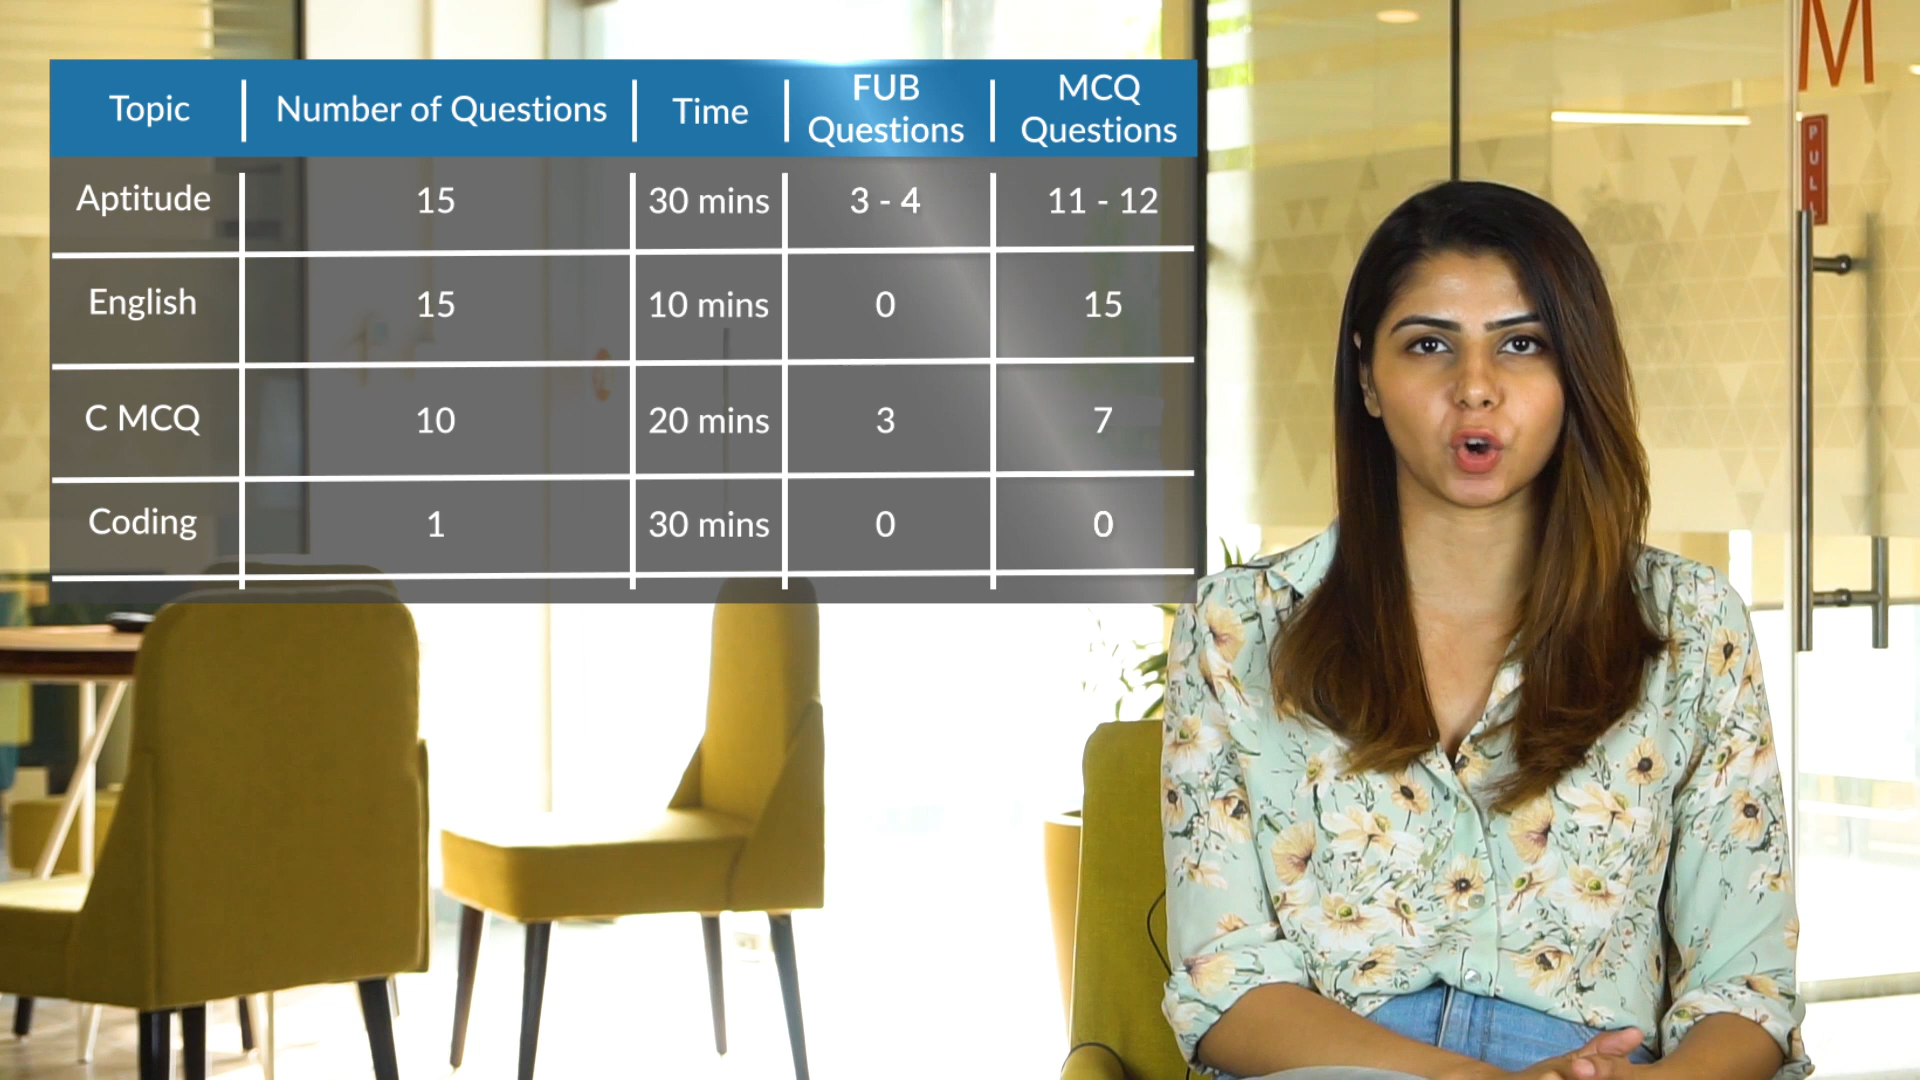 Topic Number of Questions Time FUB Questions MCQ Questions
Aptitude 15 30 mins 3 - 4 11 - 12
English 15 10 mins 0 15
C MCQ 10 20 mins 3 7
Coding 1 30 mins 0 0
M
PULL